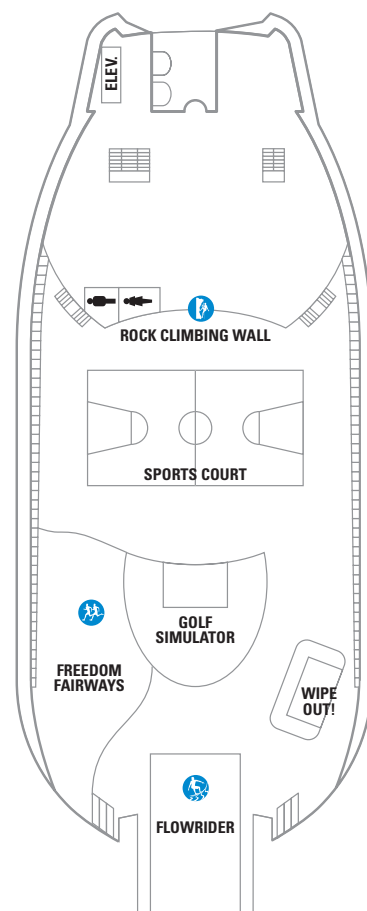 ELEV.
ROCK CLIMBING WALL
SPORTS COURT
GOLF
SIMULATOR
FREEDOM
FAIRWAYS
WIPE
OUT!
FLOWRIDER